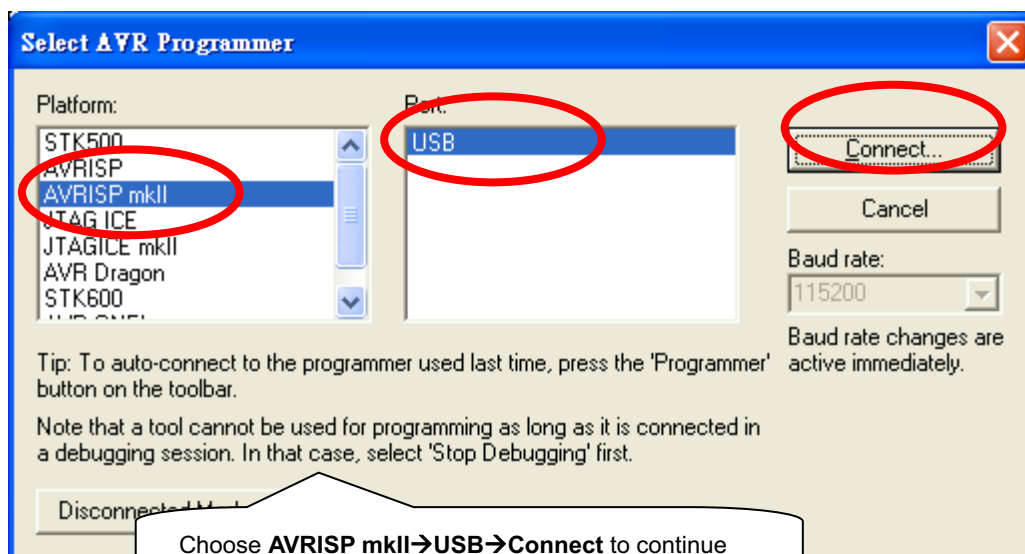 Select AVR Programmer
Platform:
STK500
AVRISP
AVRISP mkII
JTAG ICE
JTAGICE mkII
AVR Dragon
STK600
Port:
USB
Connect...
Cancel
Baud rate:
115200
Baud rate changes are
active immediately.
Tip: To auto-connect to the programmer used last time, press the 'Programmer'
button on the toolbar.
Note that a tool cannot be used for programming as long as it is connected in
a debugging session. In that case, select 'Stop Debugging' first.
Choose AVRISP mkII→USB→Connect to continue